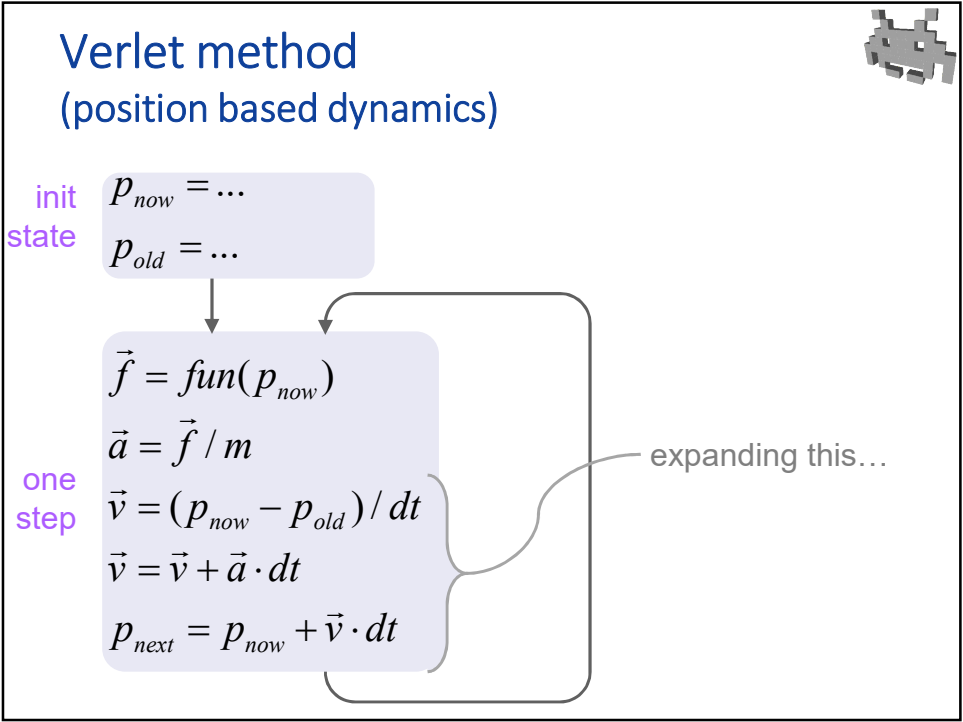 Verlet method
(position based dynamics)
init
state
p_now = ...
p_old = ...
one
step
f⃗ = fun(p_now)
a⃗ = f⃗ / m
v⃗ = (p_now − p_old) / dt
v⃗ = v⃗ + a⃗ · dt
p_next = p_now + v⃗ · dt
expanding this…